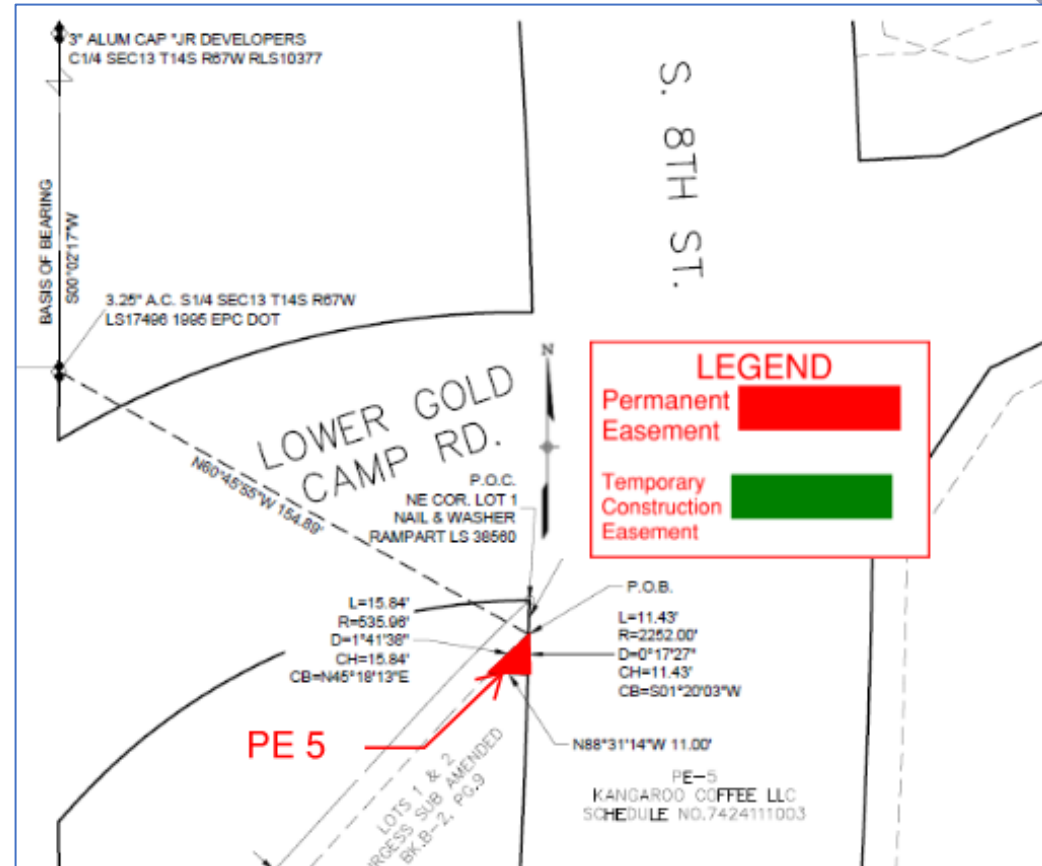 3" ALUM CAP "JR DEVELOPERS
C1/4 SEC13 T14S R67W RLS10377
S. 8TH ST.
BASIS OF BEARING
S00°02'17"W
3.25" A.C. S1/4 SEC13 T14S R67W
LS17496 1995 EPC DOT
N
LEGEND
Permanent
Easement
Temporary
Construction
Easement
LOWER GOLD
CAMP RD.
N60°45'55"W 154.89'
P.O.C.
NE COR. LOT 1
NAIL & WASHER
RAMPART LS 38560
P.O.B.
L=15.84'
R=535.96'
D=1°41'36"
CH=15.84'
CB=N45°18'13"E
L=11.43'
R=2252.00'
D=0°17'27"
CH=11.43'
CB=S01°20'03"W
PE 5
N88°31'14"W 11.00'
PE-5
KANGAROO COFFEE LLC
SCHEDULE NO.7424111003
LOTS 1 & 2
RGESS SUB AMENDED
BK.B-2, PG.9